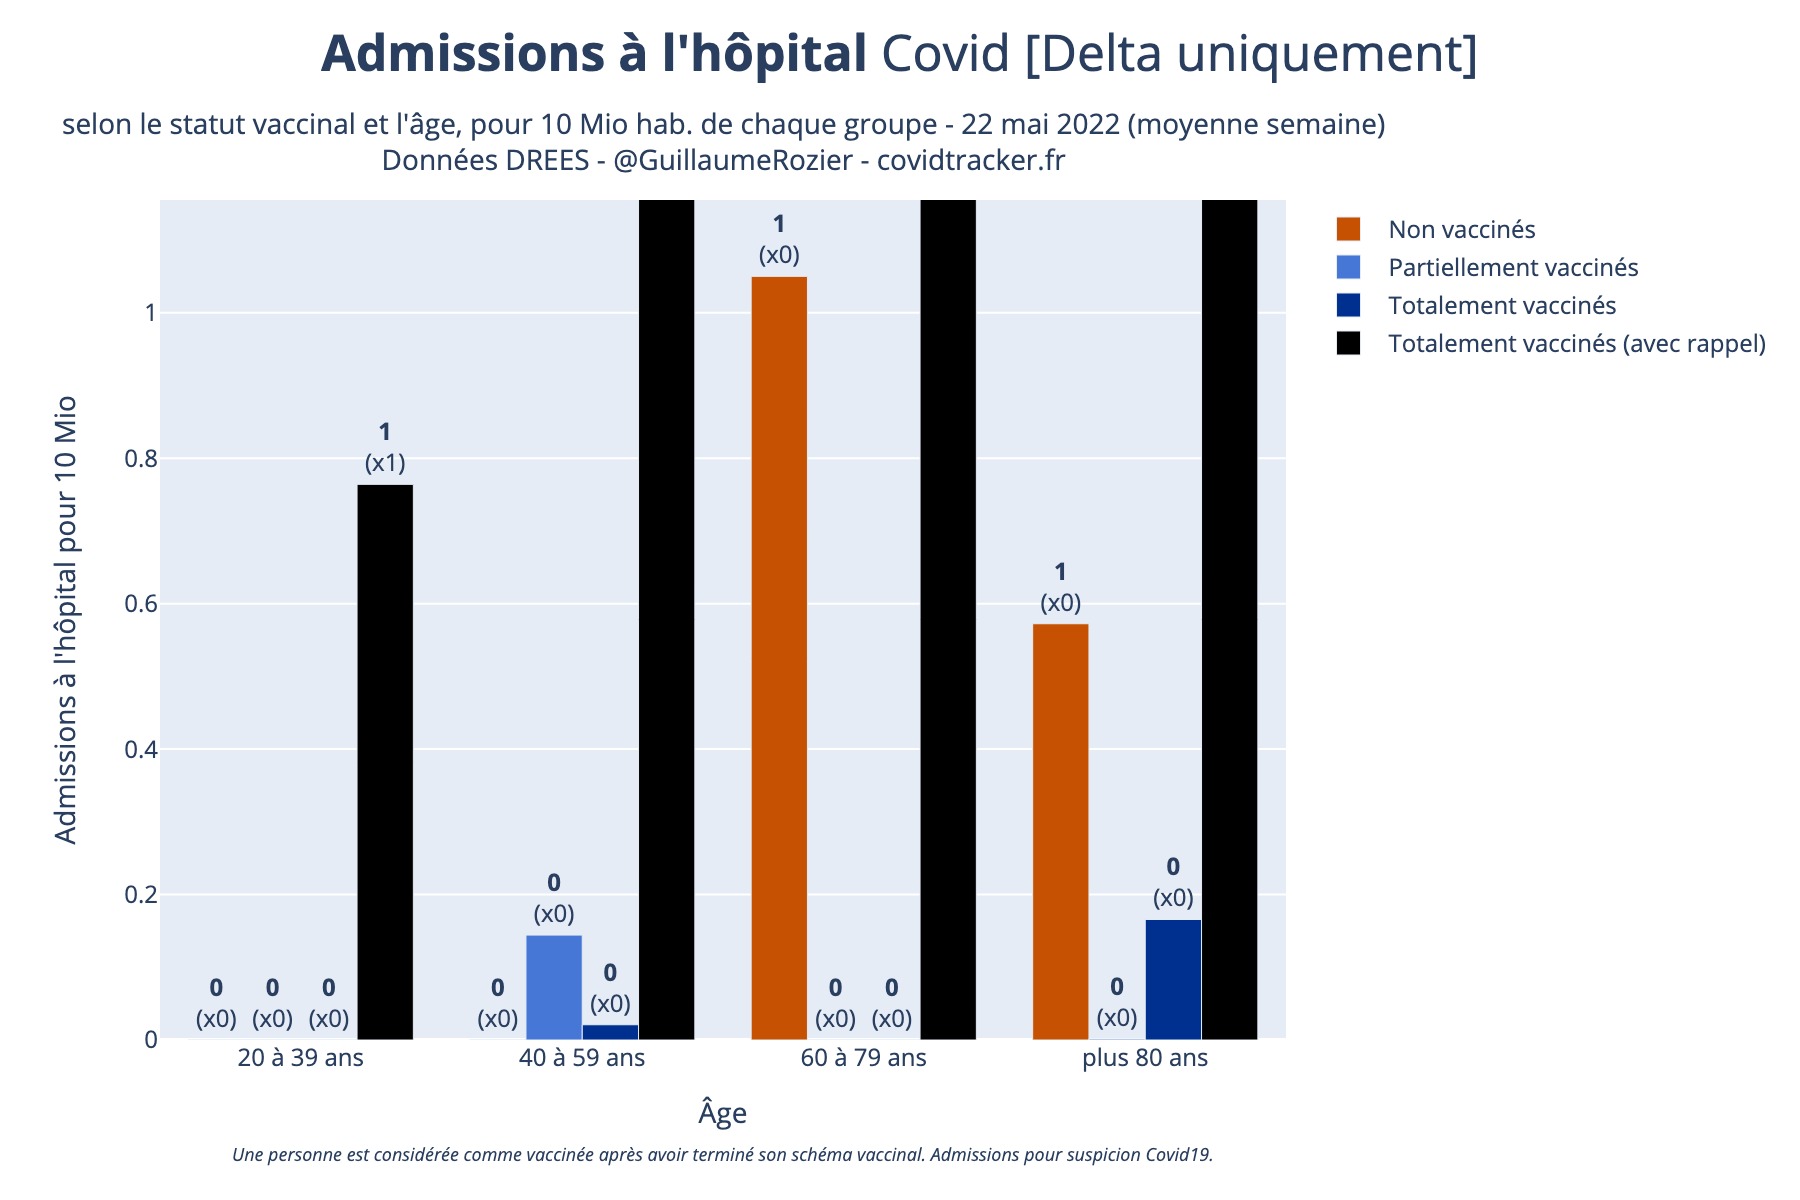 Admissions à l'hôpital Covid [Delta uniquement]
selon le statut vaccinal et l'âge, pour 10 Mio hab. de chaque groupe - 22 mai 2022 (moyenne semaine)
Données DREES - @GuillaumeRozier - covidtracker.fr
Non vaccinés
Partiellement vaccinés
Totalement vaccinés
Totalement vaccinés (avec rappel)
Admissions à l'hôpital pour 10 Mio
1
0.8
0.6
0.4
0.2
0
0
(x0)
0
(x0)
0
(x0)
1
(x1)
0
(x0)
0
(x0)
0
(x0)
1
(x0)
0
(x0)
0
(x0)
1
(x0)
0
(x0)
0
(x0)
20 à 39 ans
40 à 59 ans
60 à 79 ans
plus 80 ans
Âge
Une personne est considérée comme vaccinée après avoir terminé son schéma vaccinal. Admissions pour suspicion Covid19.